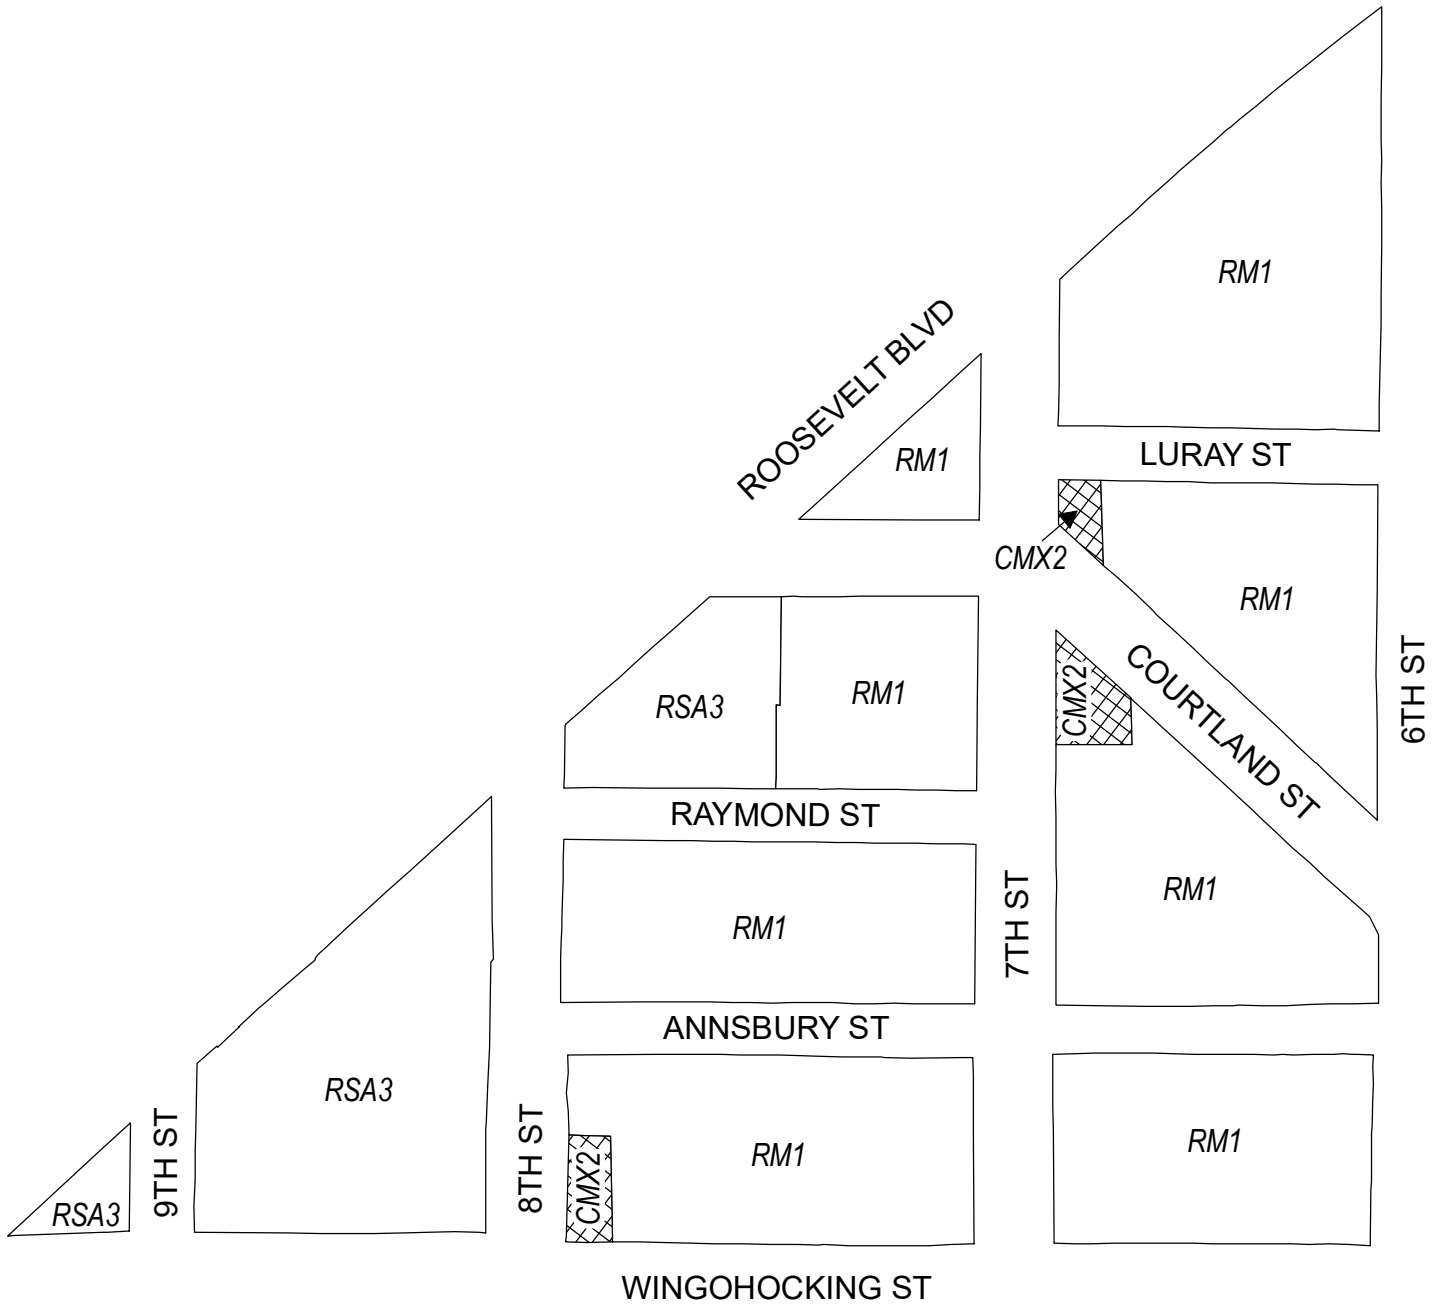 RM1
ROOSEVELT BLVD
RM1
LURAY ST
CMX2
RM1
6TH ST
COURTLAND ST
CMX2
RSA3
RM1
RAYMOND ST
RM1
RM1
7TH ST
ANNSBURY ST
RSA3
9TH ST
8TH ST
RM1
RM1
CMX2
RSA3
WINGOHOCKING ST